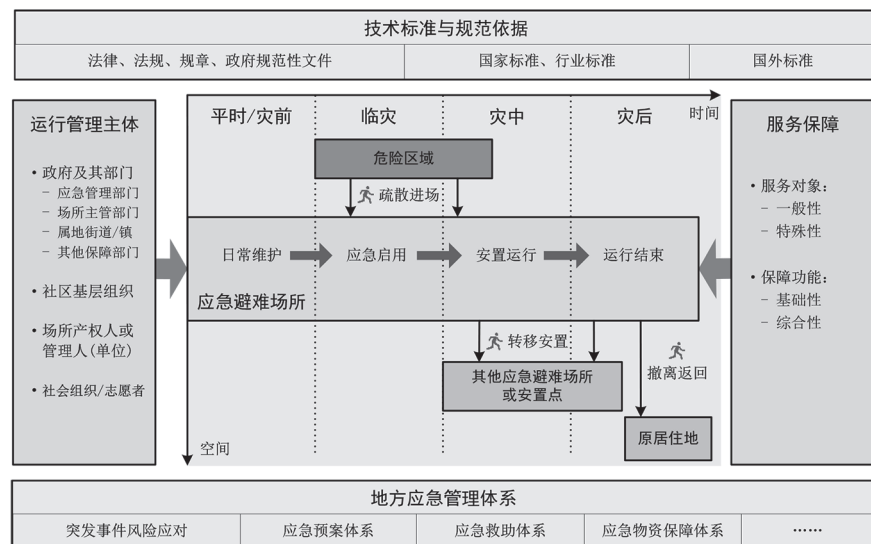 技术标准与规范依据
法律、法规、规章、政府规范性文件
国家标准、行业标准
国外标准
运行管理主体
• 政府及其部门
− 应急管理部门
− 场所主管部门
− 属地街道/镇
− 其他保障部门
• 社区基层组织
• 场所产权人或
管理人(单位)
• 社会组织/志愿者
平时/灾前
临灾
灾中
灾后
时间
危险区域
疏散进场
日常维护
应急启用
安置运行
运行结束
应急避难场所
转移安置
撤离返回
其他应急避难场所
或安置点
原居住地
空间
服务保障
• 服务对象：
− 一般性
− 特殊性
• 保障功能：
− 基础性
− 综合性
地方应急管理体系
突发事件风险应对
应急预案体系
应急救助体系
应急物资保障体系
……